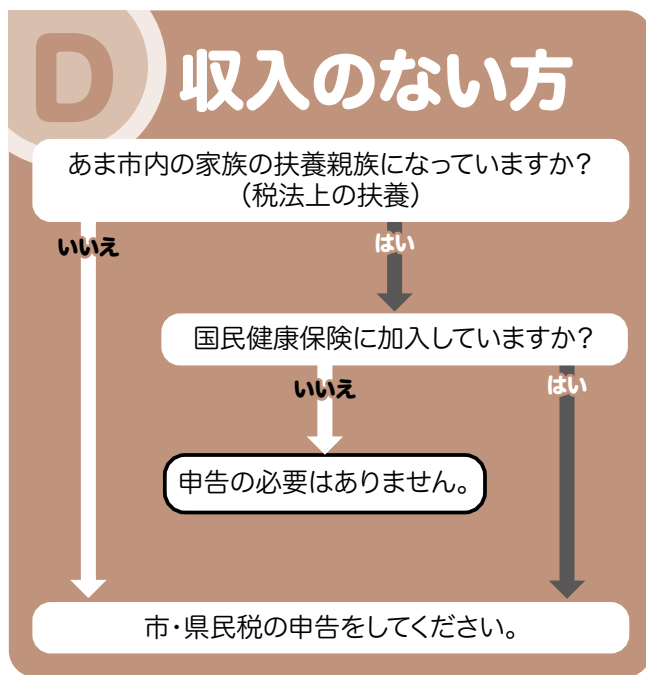 D 収入のない方
あま市内の家族の扶養親族になっていますか?
(税法上の扶養)
いいえ
はい
国民健康保険に加入していますか?
いいえ
はい
申告の必要はありません。
市・県民税の申告をしてください。